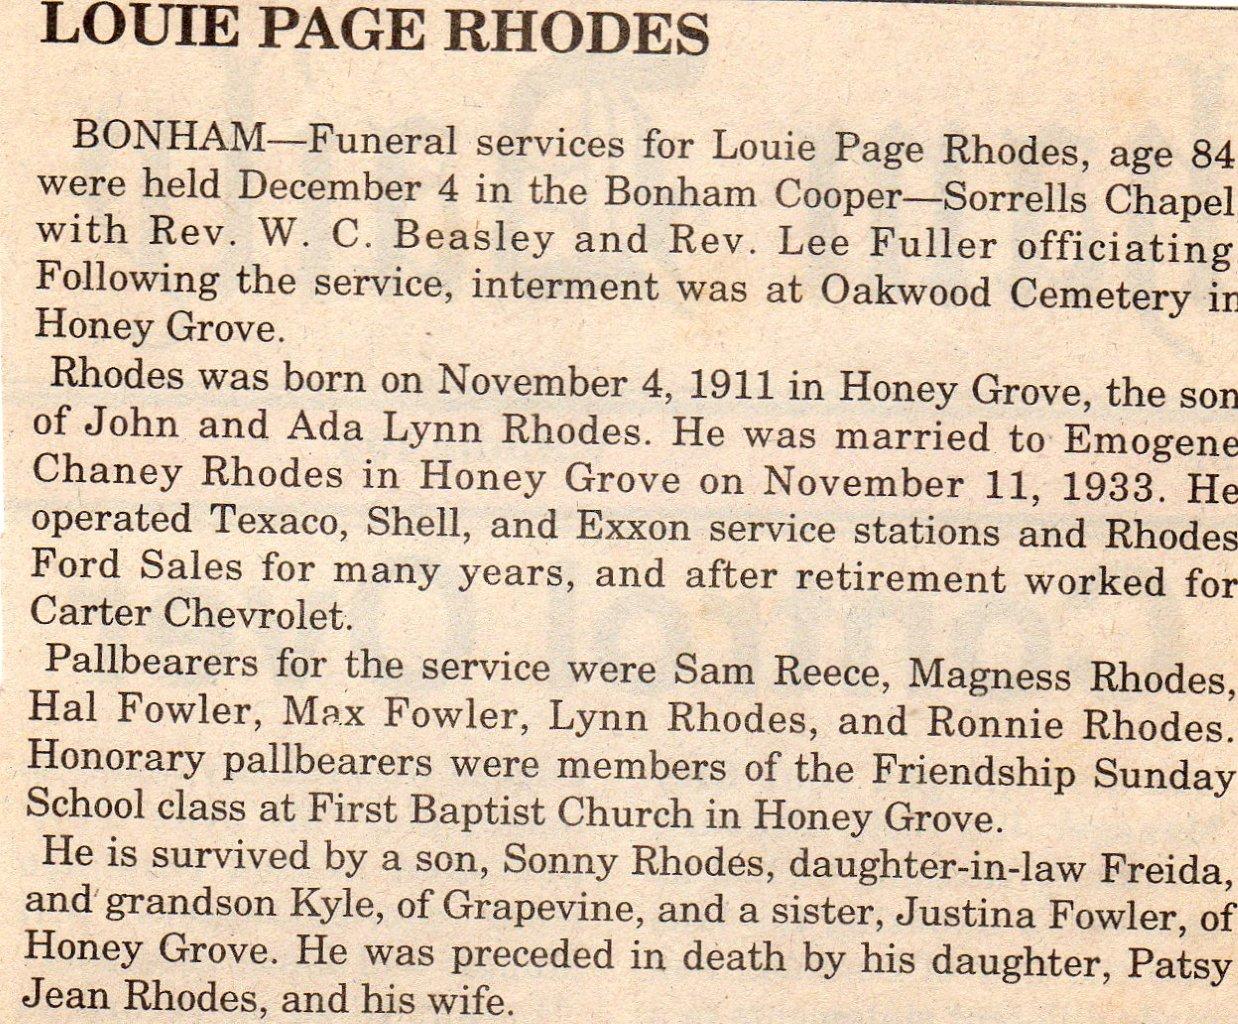 LOUIE PAGE RHODES
BONHAM—Funeral services for Louie Page Rhodes, age 84
were held December 4 in the Bonham Cooper—Sorrells Chapel
with Rev. W. C. Beasley and Rev. Lee Fuller officiating
Following the service, interment was at Oakwood Cemetery in
Honey Grove.
Rhodes was born on November 4, 1911 in Honey Grove, the son
of John and Ada Lynn Rhodes. He was married to Emogene
Chaney Rhodes in Honey Grove on November 11, 1933. He
operated Texaco, Shell, and Exxon service stations and Rhodes
Ford Sales for many years, and after retirement worked for
Carter Chevrolet.
Pallbearers for the service were Sam Reece, Magness Rhodes,
Hal Fowler, Max Fowler, Lynn Rhodes, and Ronnie Rhodes.
Honorary pallbearers were members of the Friendship Sunday
School class at First Baptist Church in Honey Grove.
He is survived by a son, Sonny Rhodes, daughter-in-law Freida,
and grandson Kyle, of Grapevine, and a sister, Justina Fowler, of
Honey Grove. He was preceded in death by his daughter, Patsy
Jean Rhodes, and his wife.